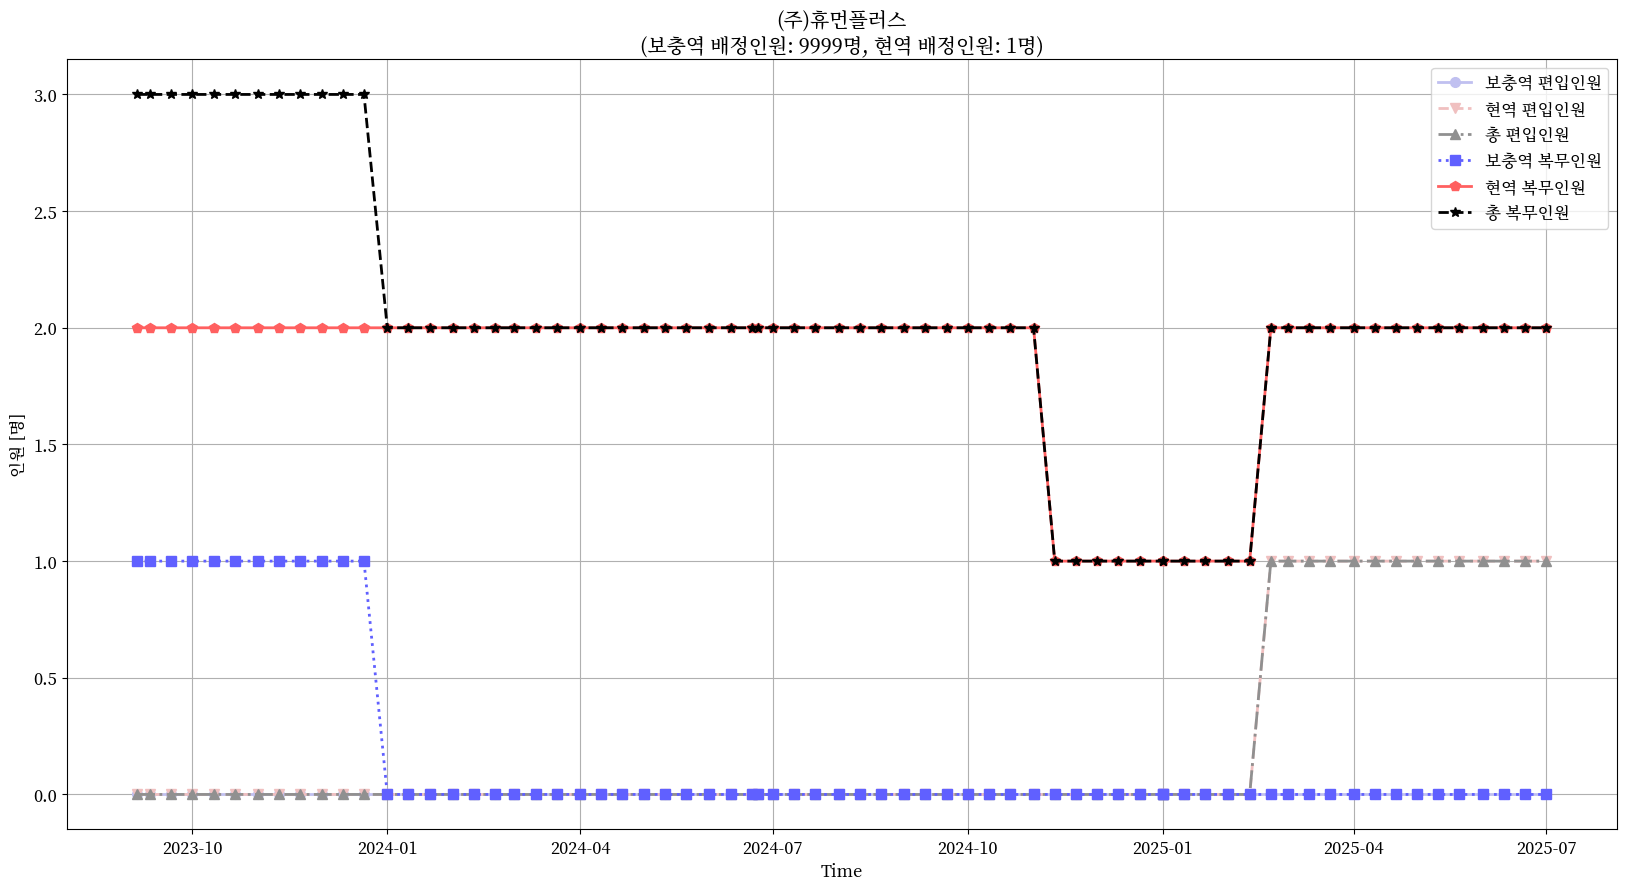 (주)휴먼플러스
(보충역 배정인원: 9999명, 현역 배정인원: 1명)
보충역 편입인원
현역 편입인원
총 편입인원
보충역 복무인원
현역 복무인원
총 복무인원
인원 [명]
3.0
2.5
2.0
1.5
1.0
0.5
0.0
2023-10
2024-01
2024-04
2024-07
2024-10
2025-01
2025-04
2025-07
Time